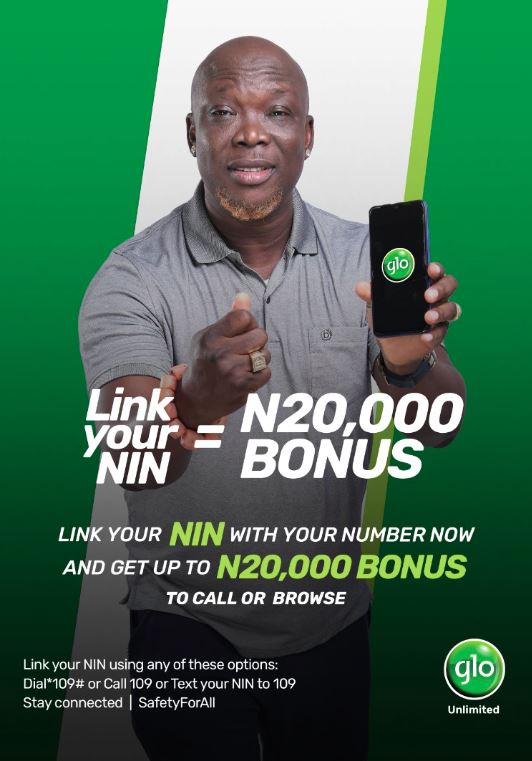 glo
Link
your
NIN
=
N20,000
BONUS
LINK YOUR NIN WITH YOUR NUMBER NOW
AND GET UP TO N20,000 BONUS
TO CALL OR BROWSE
Link your NIN using any of these options:
Dial*109# or Call 109 or Text your NIN to 109
Stay connected | SafetyForAll
glo
Unlimited